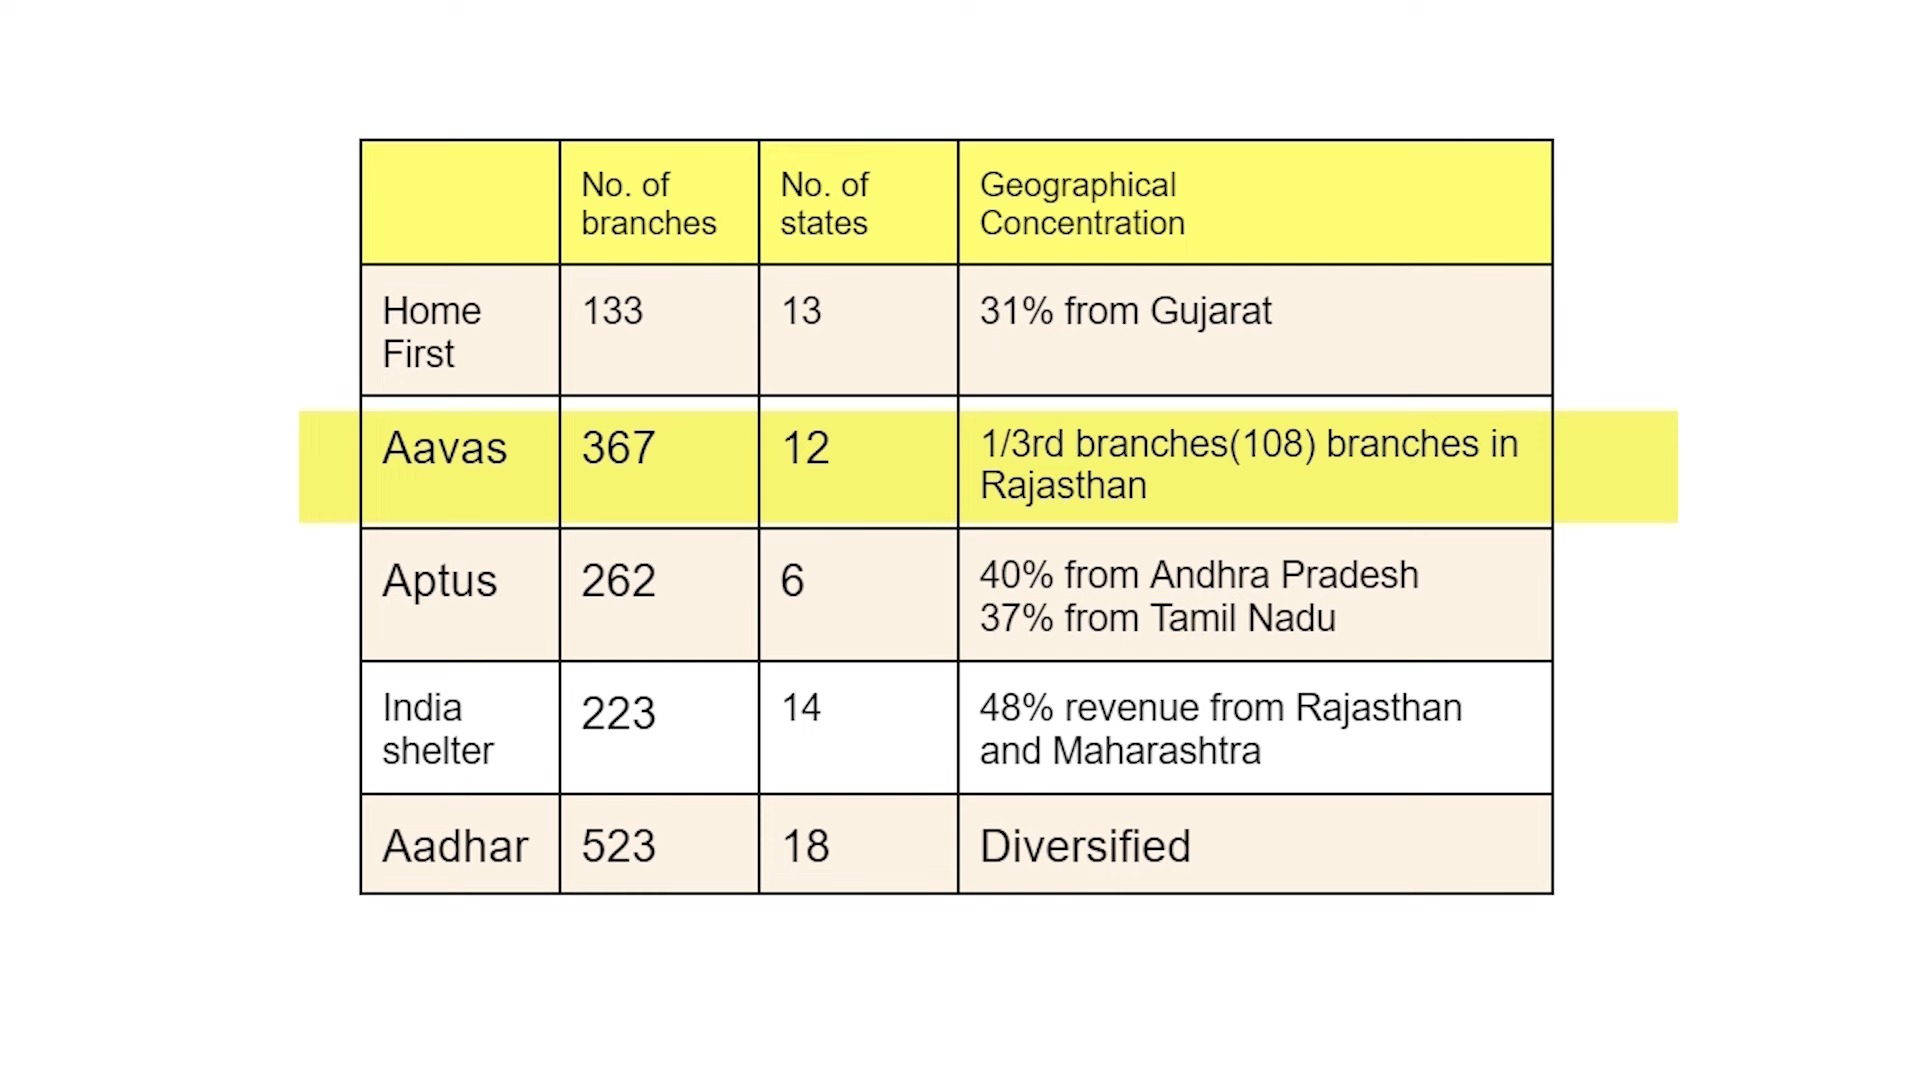 No. of
branches
No. of
states
Geographical
Concentration
Home
First
133
13
31% from Gujarat
Aavas
367
12
1/3rd branches(108) branches in
Rajasthan
Aptus
262
6
40% from Andhra Pradesh
37% from Tamil Nadu
India
shelter
223
14
48% revenue from Rajasthan
and Maharashtra
Aadhar
523
18
Diversified